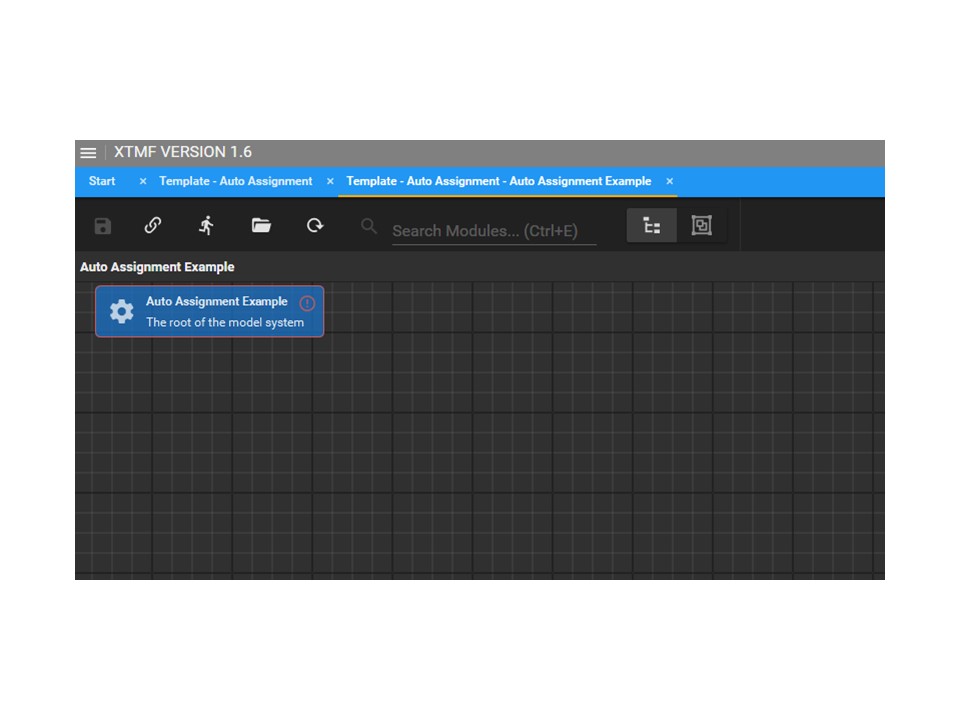 XTMF VERSION 1.6
Start × Template - Auto Assignment × Template - Auto Assignment - Auto Assignment Example ×
Search Modules... (Ctrl+E)
Auto Assignment Example
Auto Assignment Example
The root of the model system